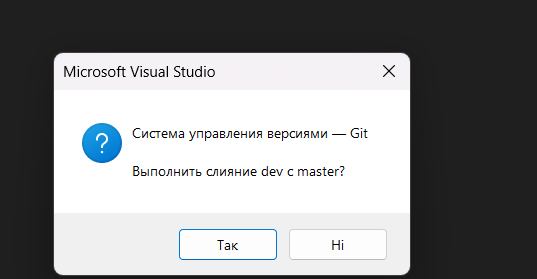 Microsoft Visual Studio
Система управления версиями — Git
Выполнить слияние dev с master?
Так
Ні